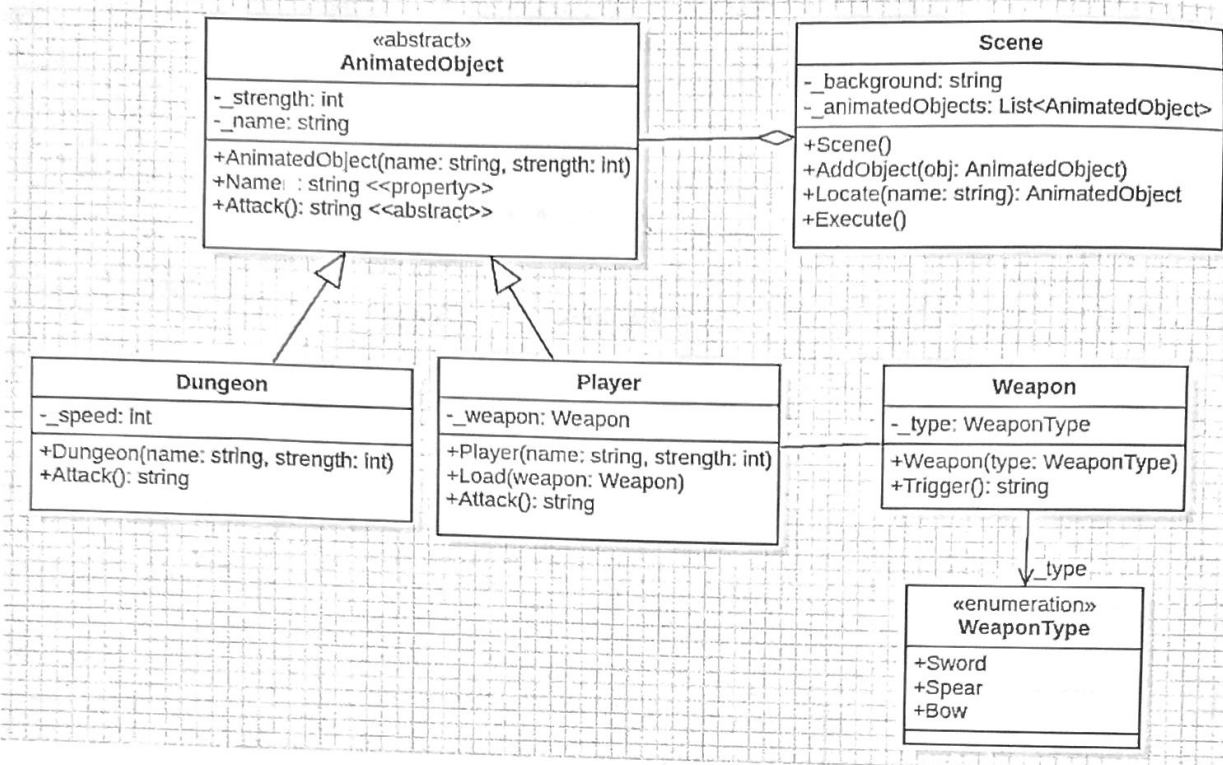 «abstract»
AnimatedObject
-_strength: int
-_name: string
+AnimatedObject(name: string, strength: int)
+Name : string <<property>>
+Attack(): string <<abstract>>
Scene
-_background: string
-_animatedObjects: List<AnimatedObject>
+Scene()
+AddObject(obj: AnimatedObject)
+Locate(name: string): AnimatedObject
+Execute()
Dungeon
-_speed: int
+Dungeon(name: string, strength: int)
+Attack(): string
Player
-_weapon: Weapon
+Player(name: string, strength: int)
+Load(weapon: Weapon)
+Attack(): string
Weapon
-_type: WeaponType
+Weapon(type: WeaponType)
+Trigger(): string
_type
«enumeration»
WeaponType
+Sword
+Spear
+Bow